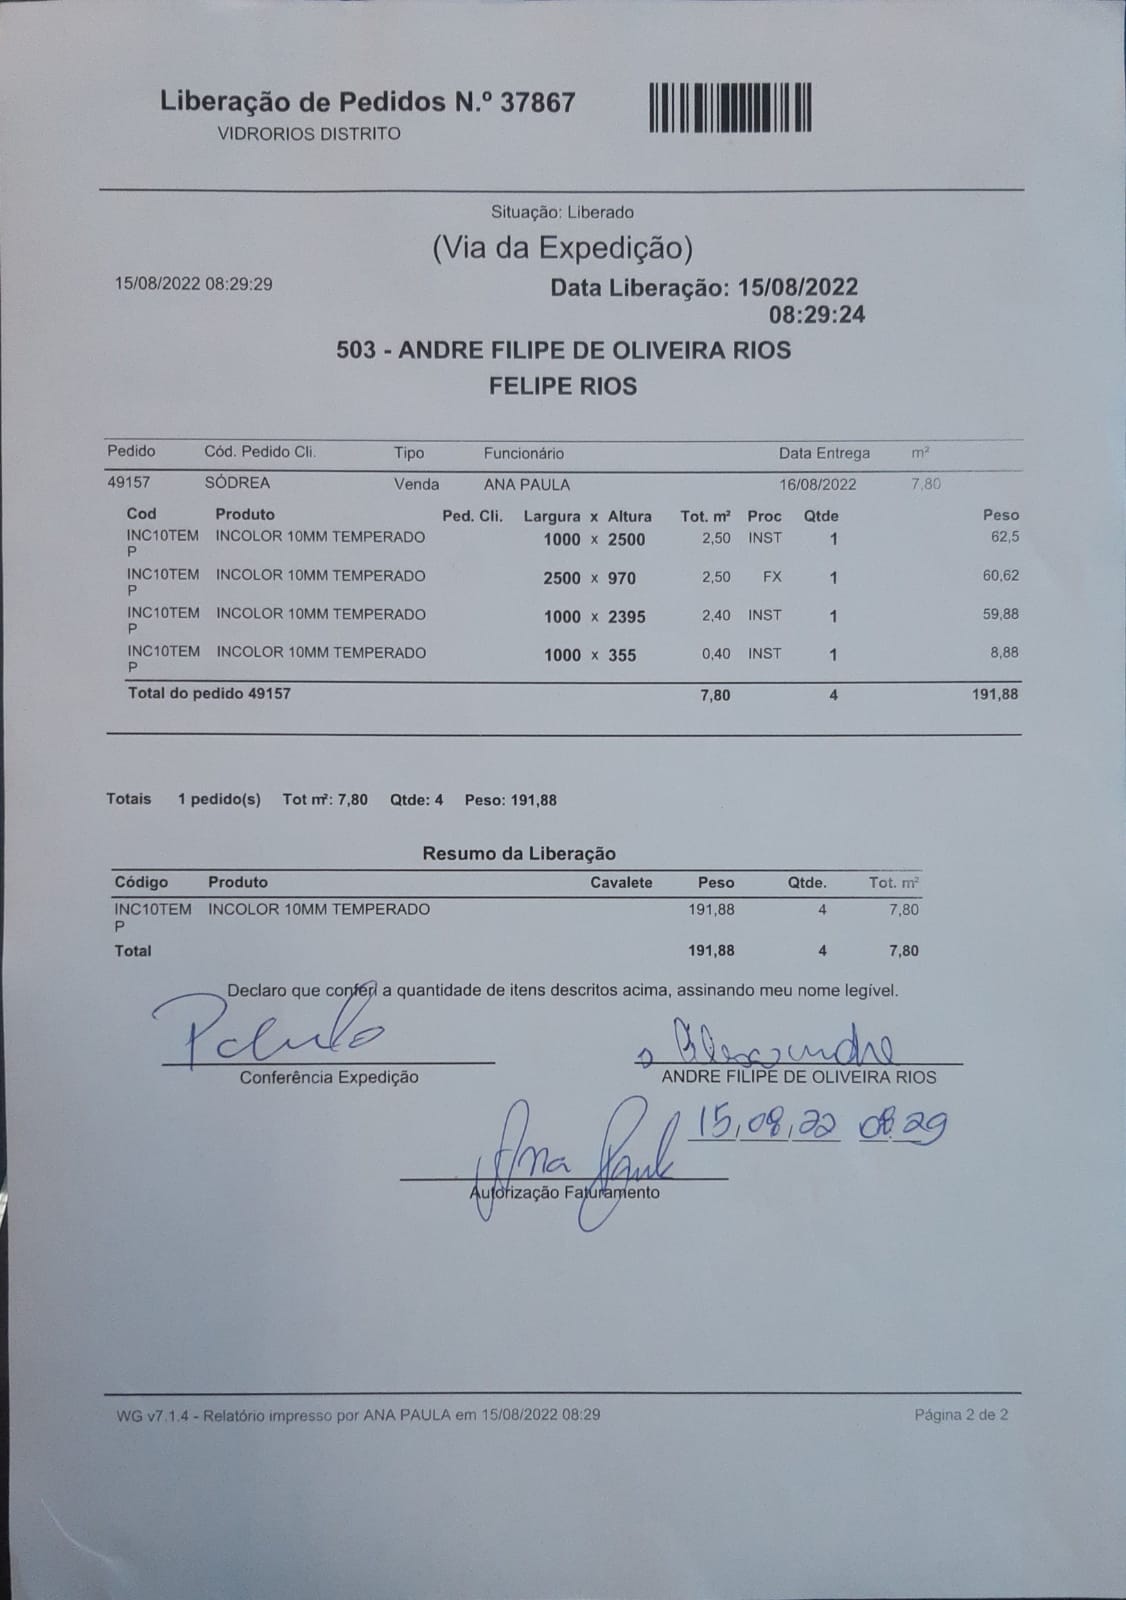 Liberação de Pedidos N.º 37867
VIDRORIOS DISTRITO
Situação: Liberado
(Via da Expedição)
15/08/2022 08:29:29
Data Liberação: 15/08/2022
08:29:24
503 - ANDRE FILIPE DE OLIVEIRA RIOS
FELIPE RIOS
Pedido Cód. Pedido Cli. Tipo Funcionário Data Entrega m²
49157 SÓDREA Venda ANA PAULA 16/08/2022 7,80
Cod Produto Ped. Cli. Largura x Altura Tot. m² Proc Qtde Peso
INC10TEM INCOLOR 10MM TEMPERADO 1000 x 2500 2,50 INST 1 62,5
P
INC10TEM INCOLOR 10MM TEMPERADO 2500 x 970 2,50 FX 1 60,62
P
INC10TEM INCOLOR 10MM TEMPERADO 1000 x 2395 2,40 INST 1 59,88
P
INC10TEM INCOLOR 10MM TEMPERADO 1000 x 355 0,40 INST 1 8,88
P
Total do pedido 49157 7,80 4 191,88
Totais 1 pedido(s) Tot m²: 7,80 Qtde: 4 Peso: 191,88
Resumo da Liberação
Código Produto Cavalete Peso Qtde. Tot. m²
INC10TEM INCOLOR 10MM TEMPERADO 191,88 4 7,80
P
Total 191,88 4 7,80
Declaro que conferi a quantidade de itens descritos acima, assinando meu nome legível.
Alexsandre
Conferência Expedição ANDRE FILIPE DE OLIVEIRA RIOS
15,08,22 08 29
Ana Paula
Autorização Faturamento
WG v7.1.4 - Relatório impresso por ANA PAULA em 15/08/2022 08:29 Página 2 de 2